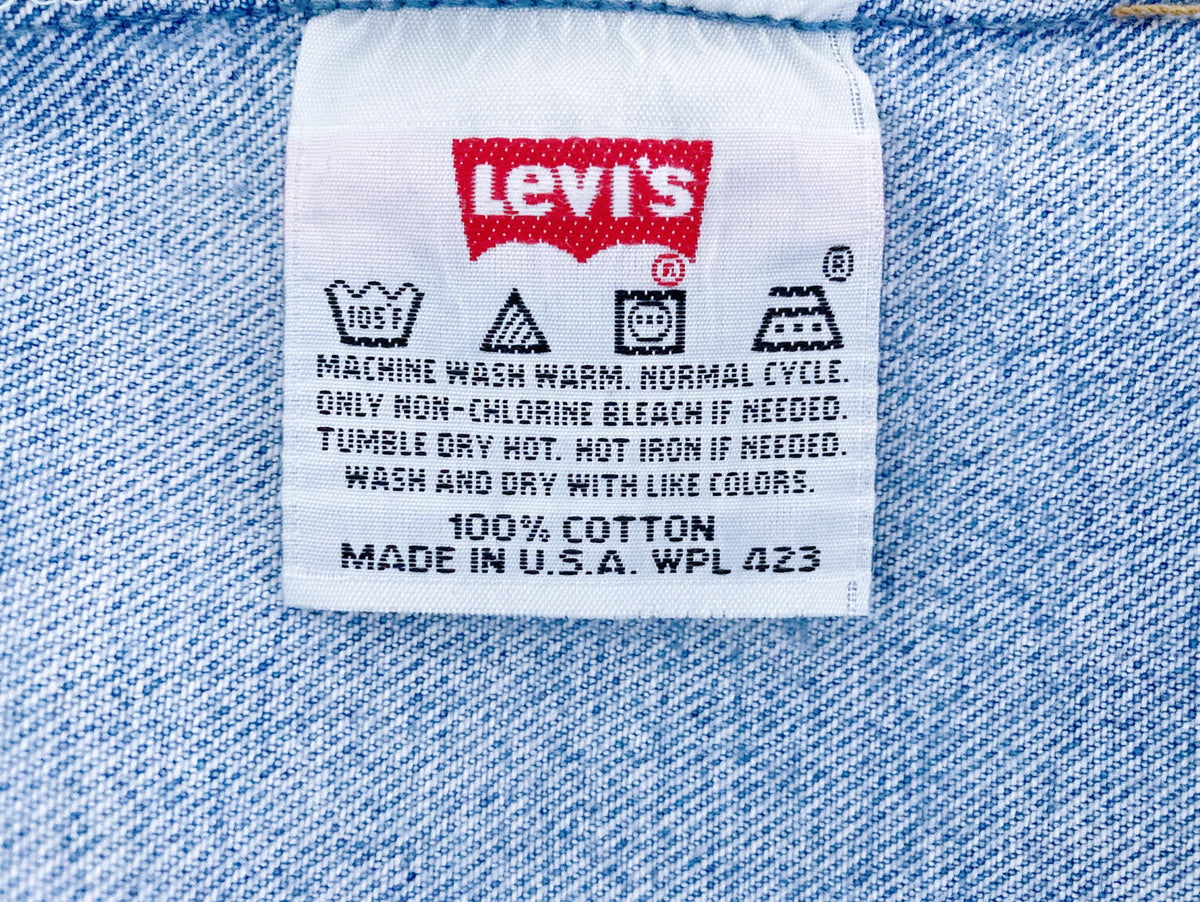 LEVI'S
®
®
105°F
MACHINE WASH WARM. NORMAL CYCLE.
ONLY NON-CHLORINE BLEACH IF NEEDED.
TUMBLE DRY HOT. HOT IRON IF NEEDED.
WASH AND DRY WITH LIKE COLORS.
100% COTTON
MADE IN U.S.A. WPL 423